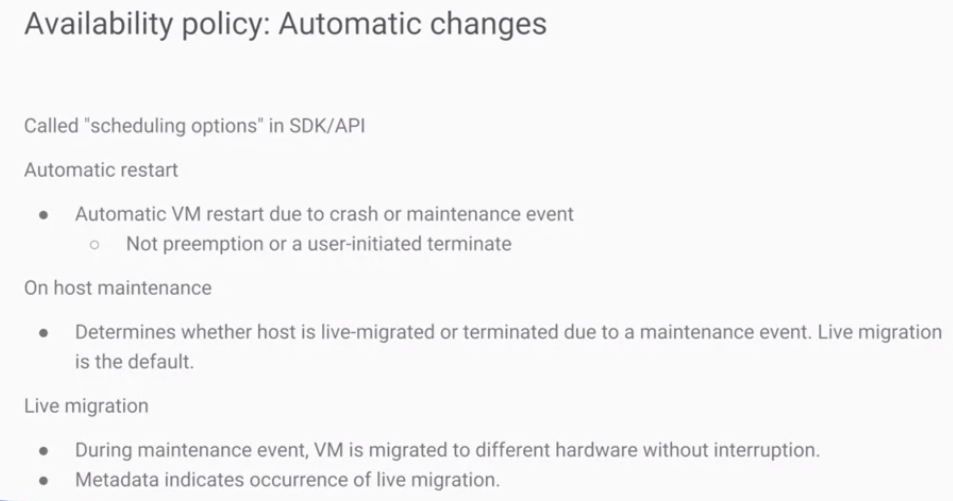 Availability policy: Automatic changes
Called "scheduling options" in SDK/API
Automatic restart
● Automatic VM restart due to crash or maintenance event
○ Not preemption or a user-initiated terminate
On host maintenance
● Determines whether host is live-migrated or terminated due to a maintenance event. Live migration
is the default.
Live migration
● During maintenance event, VM is migrated to different hardware without interruption.
● Metadata indicates occurrence of live migration.